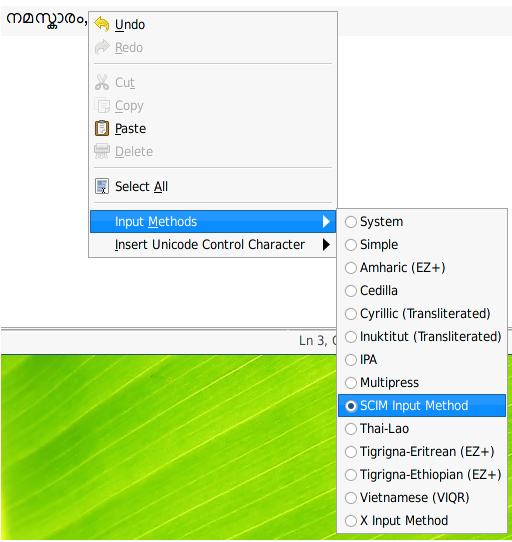 നമസ്കാരം,
Undo
Redo
Cut
Copy
Paste
Delete
Select All
Input Methods
Insert Unicode Control Character
System
Simple
Amharic (EZ+)
Cedilla
Cyrillic (Transliterated)
Inuktitut (Transliterated)
IPA
Multipress
SCIM Input Method
Thai-Lao
Tigrigna-Eritrean (EZ+)
Tigrigna-Ethiopian (EZ+)
Vietnamese (VIQR)
X Input Method
Ln 3,